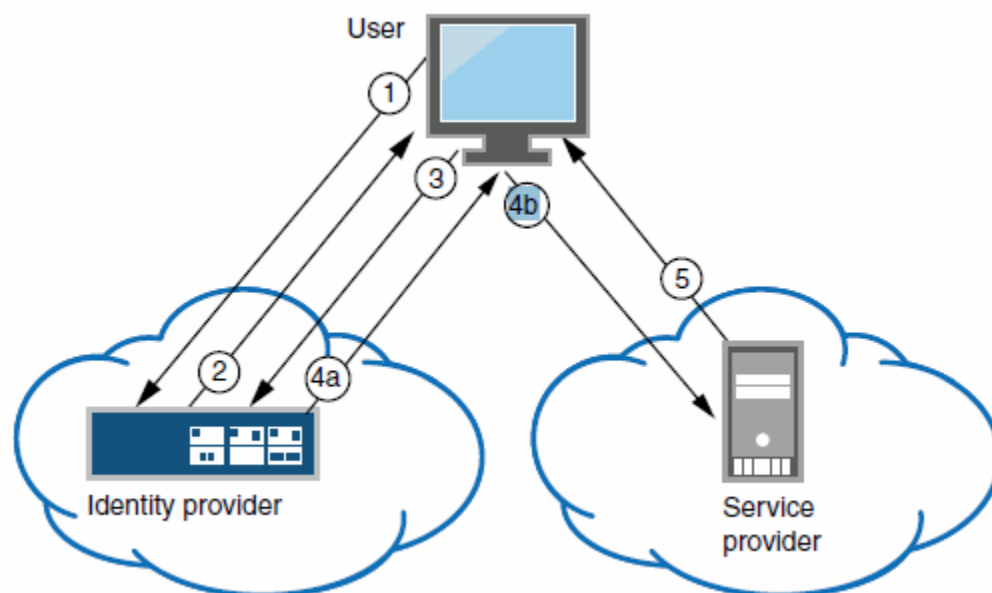 User
1
3
4b
5
2
4a
Identity provider
Service
provider